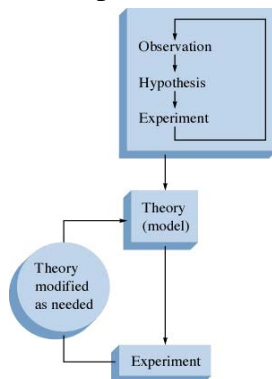 Observation
Hypothesis
Experiment
Theory
(model)
Theory
modified
as needed
Experiment